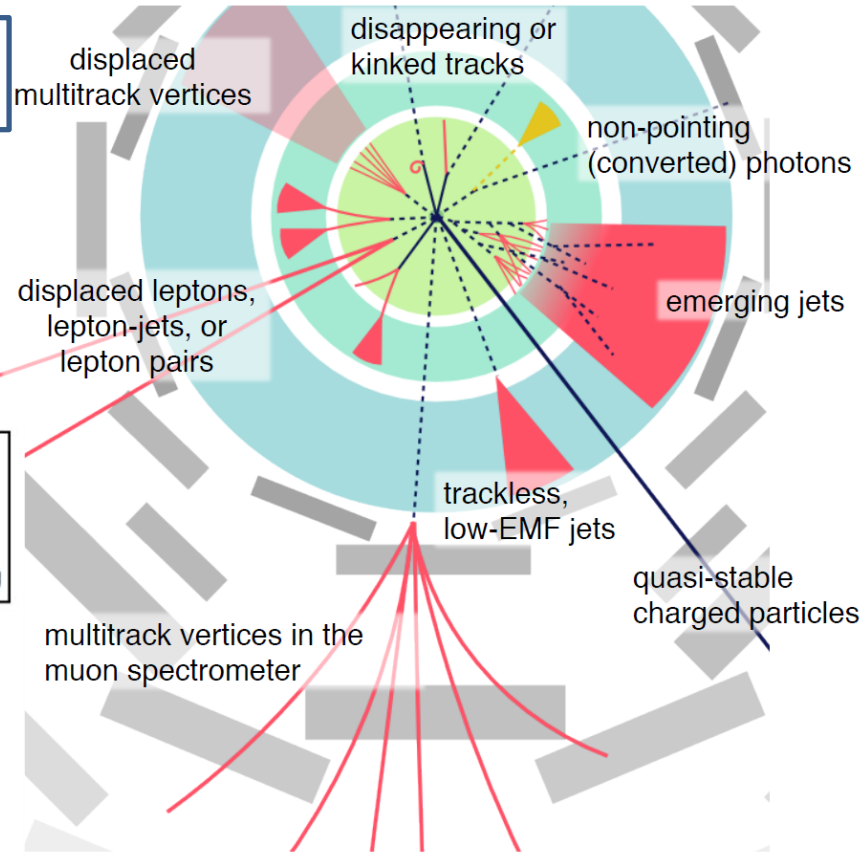 disappearing or
kinked tracks
displaced
multitrack vertices
non-pointing
(converted) photons
displaced leptons,
lepton-jets, or
lepton pairs
emerging jets
trackless,
low-EMF jets
quasi-stable
charged particles
multitrack vertices in the
muon spectrometer